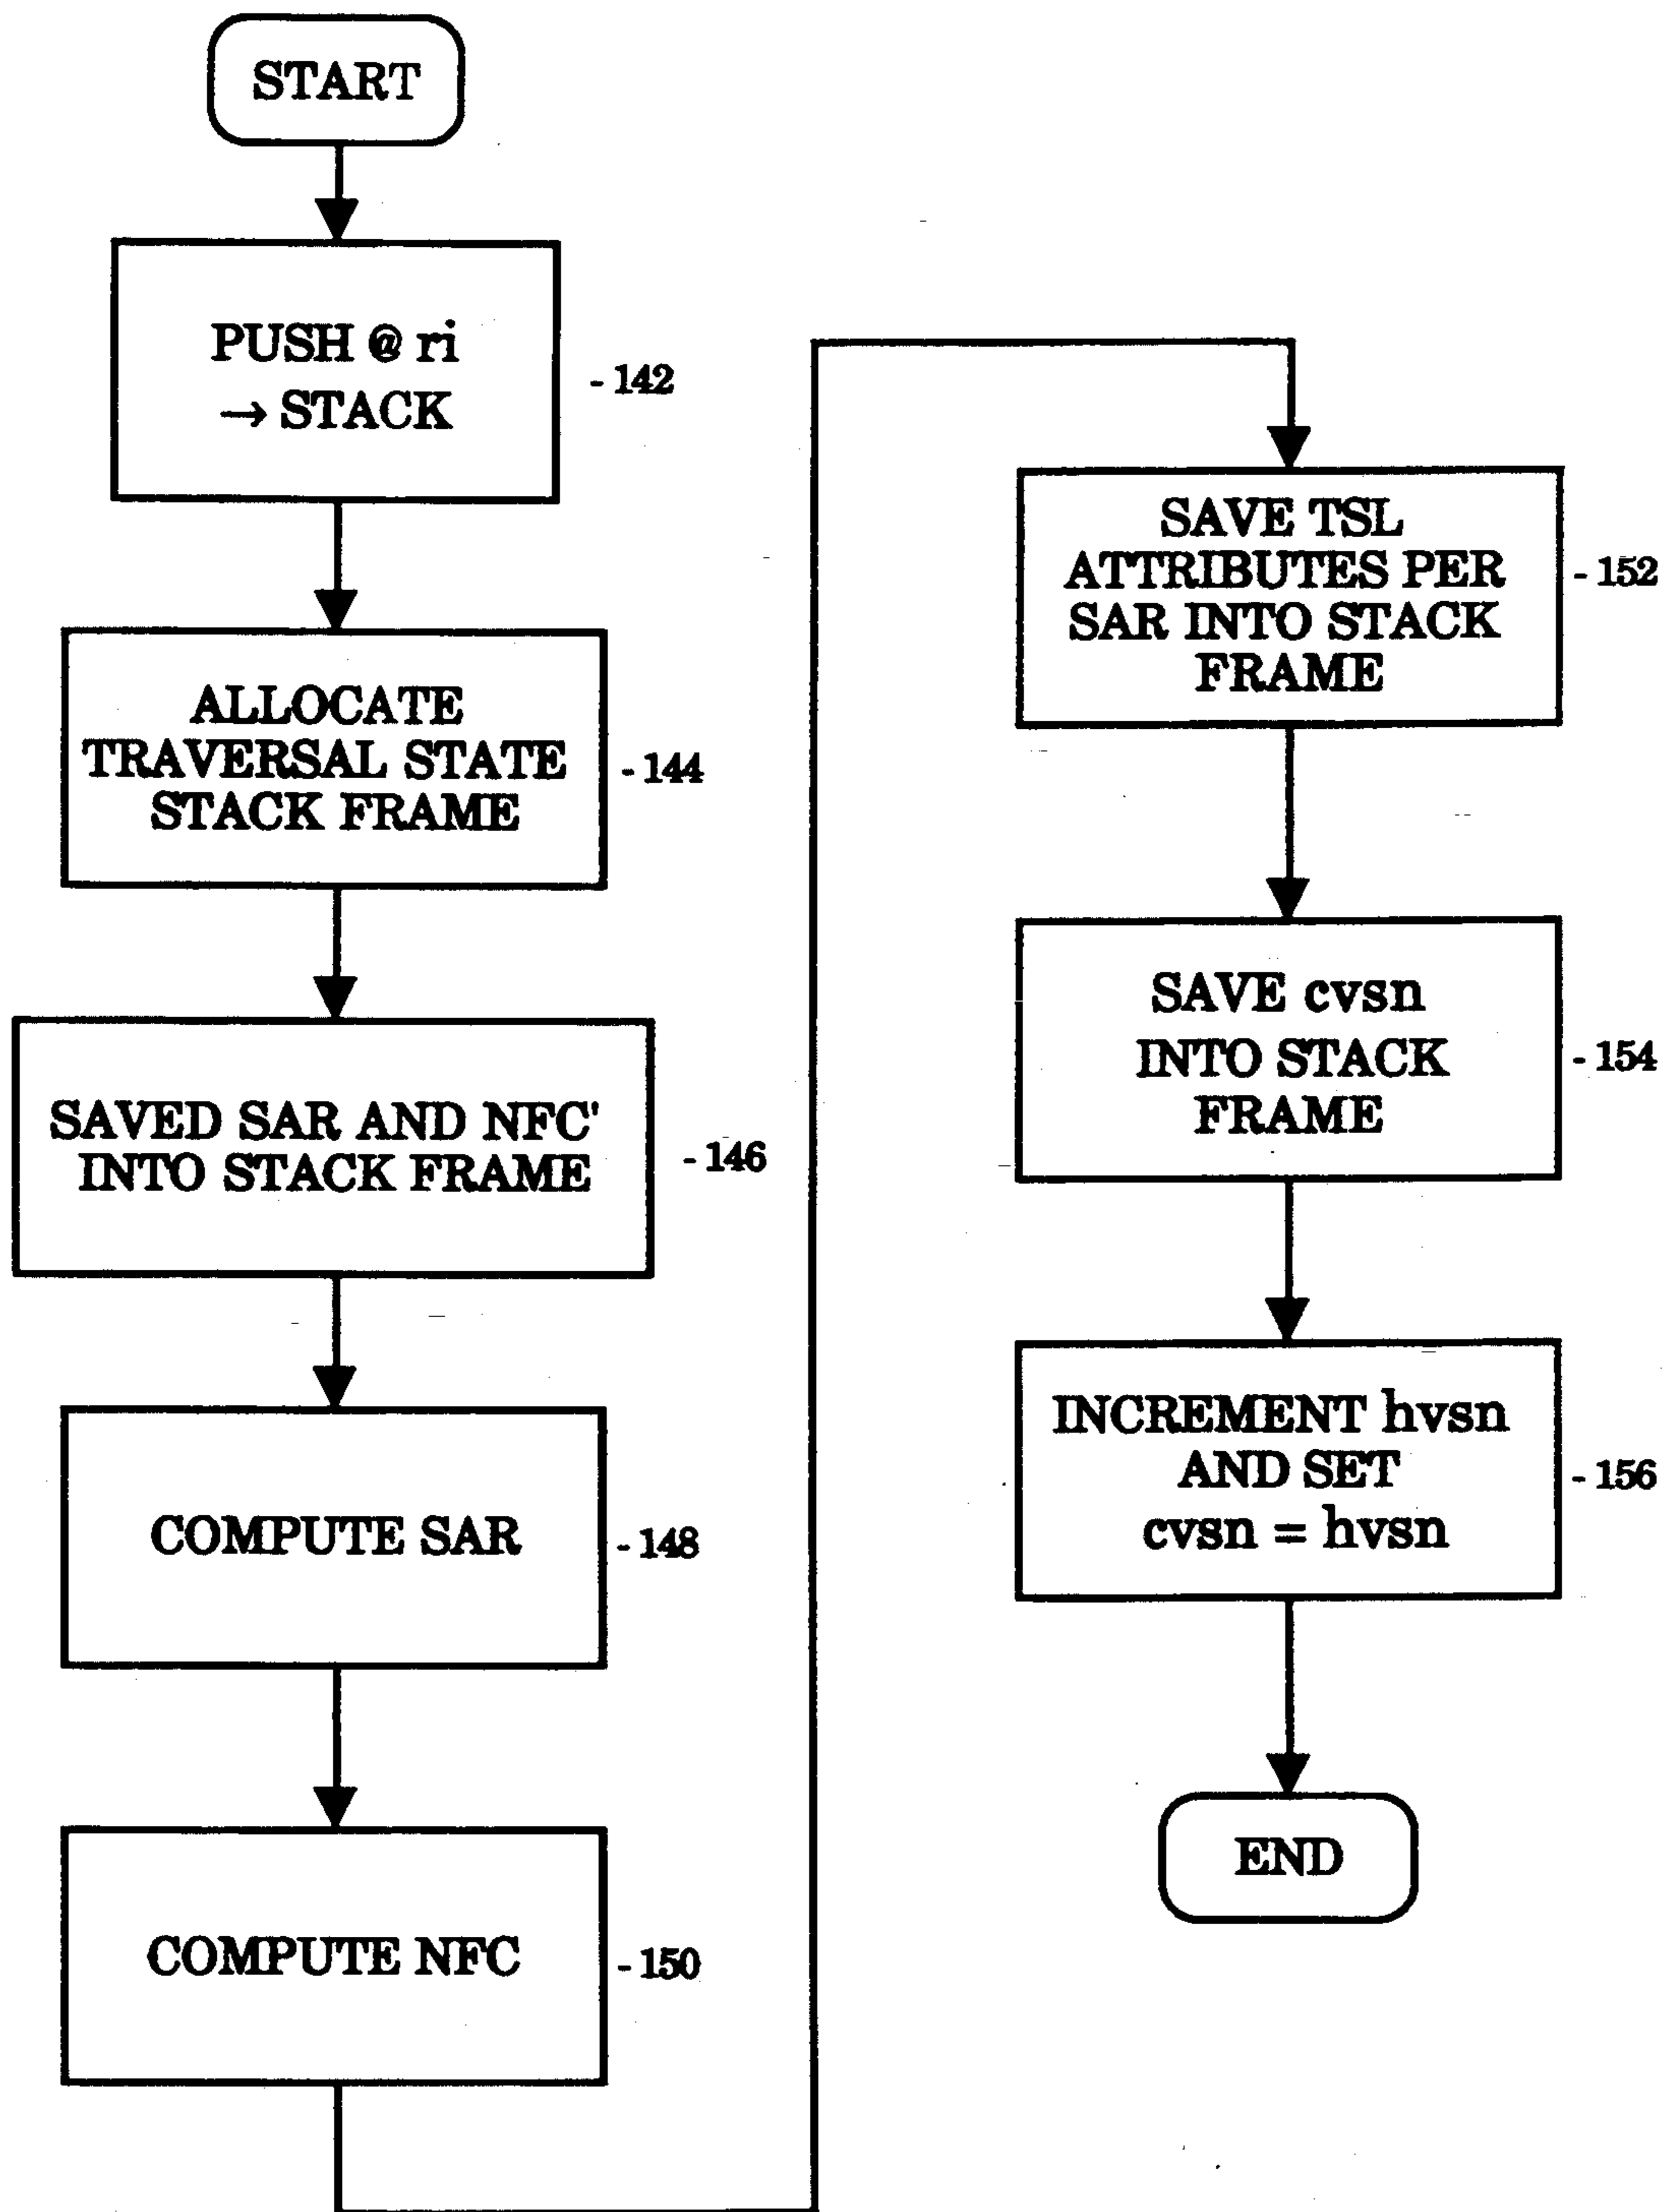 START
PUSH @ ri
→ STACK
- 142
ALLOCATE
TRAVERSAL STATE
STACK FRAME
- 144
SAVED SAR AND NFC'
INTO STACK FRAME
- 146
COMPUTE SAR
- 148
COMPUTE NFC
- 150
SAVE TSL
ATTRIBUTES PER
SAR INTO STACK
FRAME
- 152
SAVE cvsn
INTO STACK
FRAME
- 154
INCREMENT hvsn
AND SET
cvsn = hvsn
- 156
END